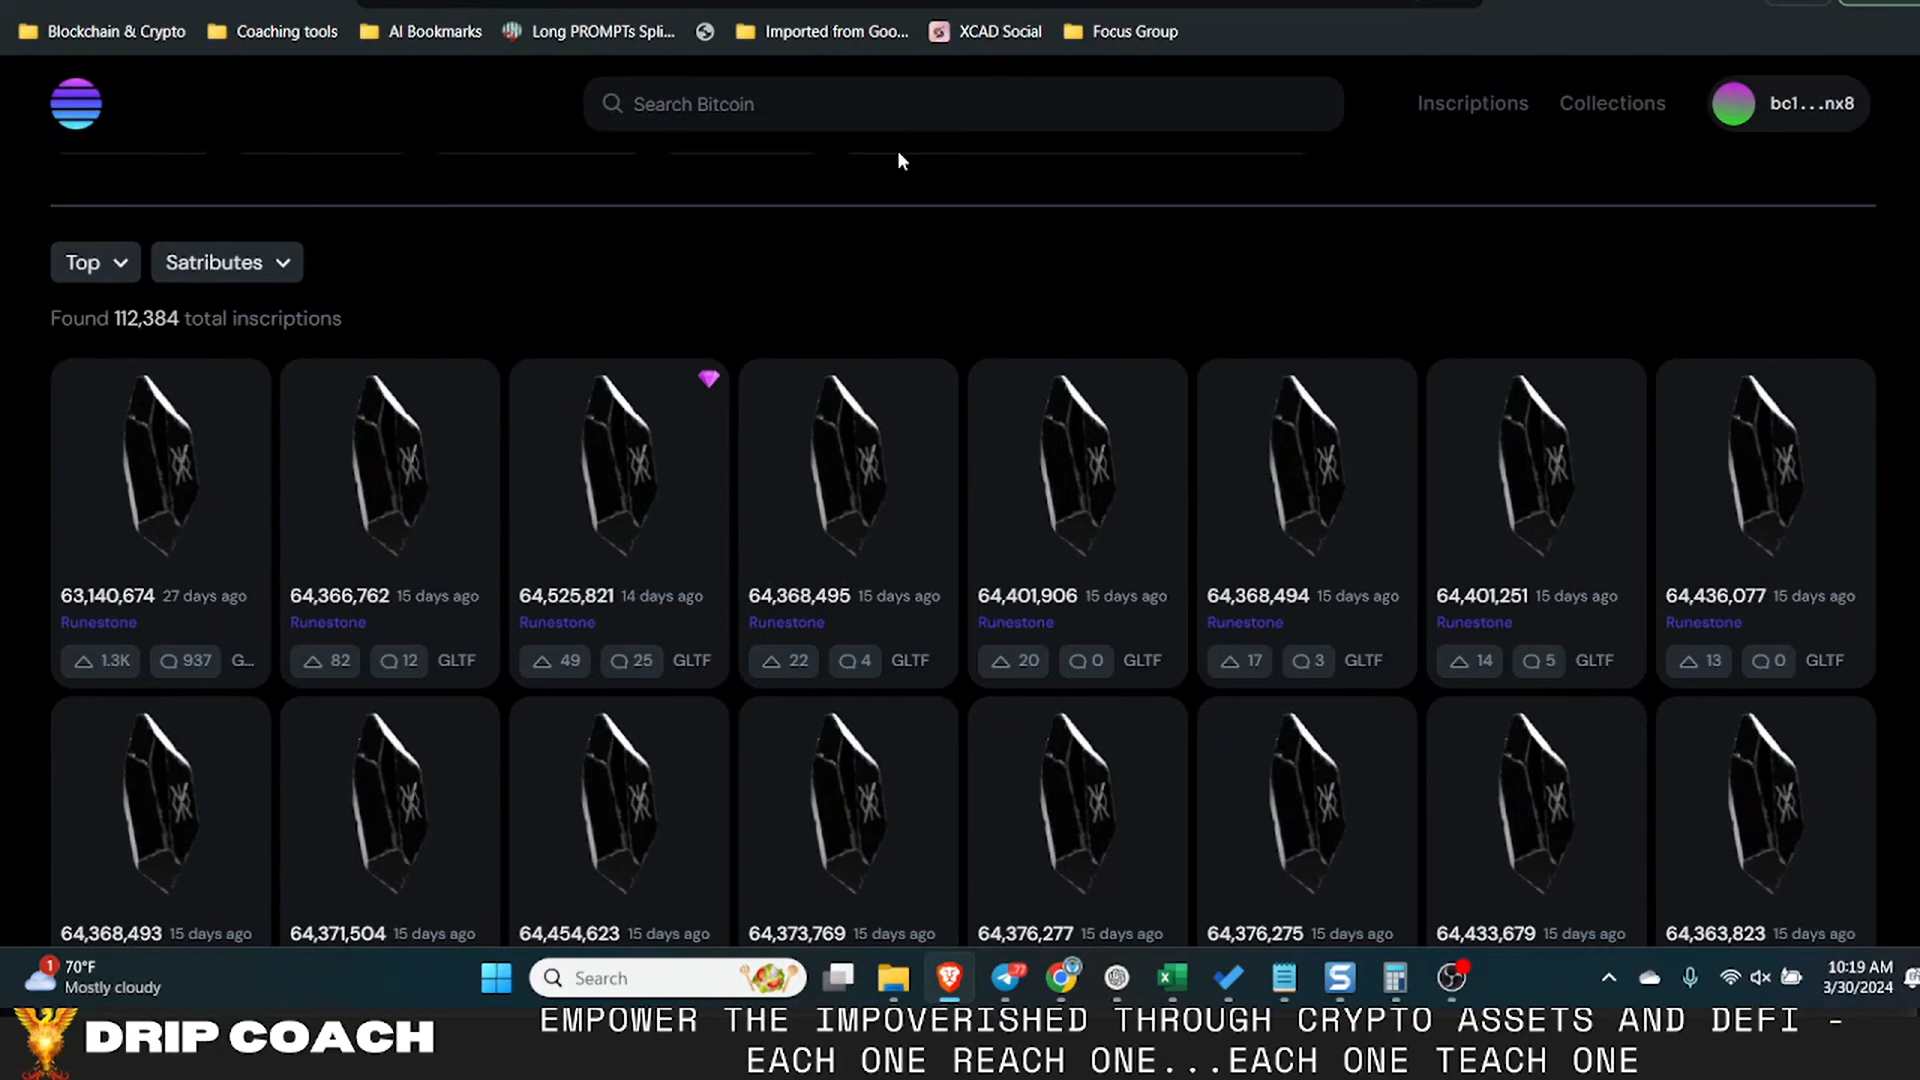 Blockchain & Crypto Coaching tools AI Bookmarks Long PROMPTs Spli... Imported from Goo... XCAD Social Focus Group
Search Bitcoin Inscriptions Collections bc1...nx8
Top Satributes
Found 112,384 total inscriptions
63,140,674 27 days ago 64,366,762 15 days ago 64,525,821 14 days ago 64,368,495 15 days ago 64,401,906 15 days ago 64,368,494 15 days ago 64,401,251 15 days ago 64,436,077 15 days ago
Runestone Runestone Runestone Runestone Runestone Runestone Runestone Runestone
1.3K 937 G... 82 12 GLTF 49 25 GLTF 22 4 GLTF 20 0 GLTF 17 3 GLTF 14 5 GLTF 13 0 GLTF
64,368,493 15 days ago 64,371,504 15 days ago 64,454,623 15 days ago 64,373,769 15 days ago 64,376,277 15 days ago 64,376,275 15 days ago 64,433,679 15 days ago 64,363,823 15 days ago
1 70°F Search 77 10:19 AM
Mostly cloudy 3/30/2024
DRIP COACH
EMPOWER THE IMPOVERISHED THROUGH CRYPTO ASSETS AND DEFI -
EACH ONE REACH ONE...EACH ONE TEACH ONE